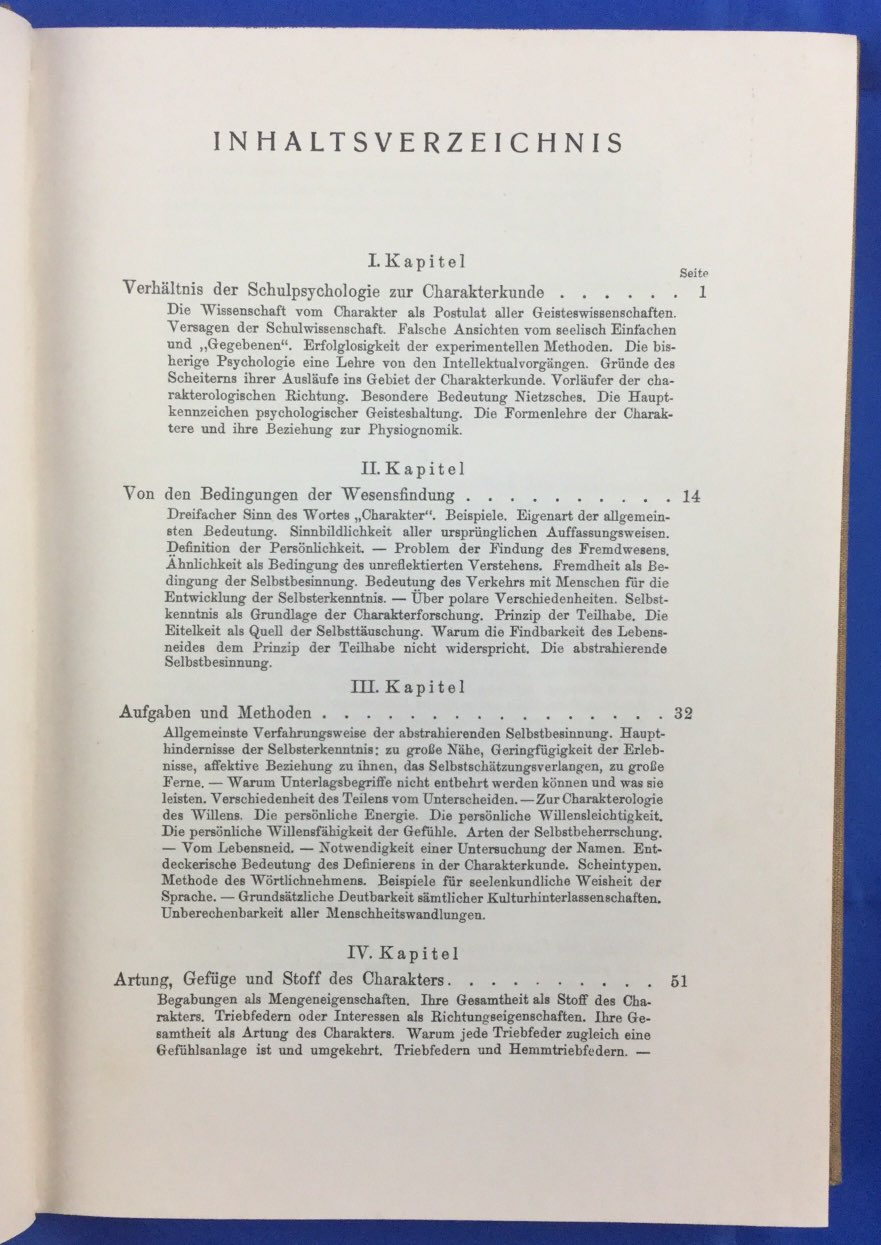 INHALTSVERZEICHNIS
I. Kapitel
Seite
Verhältnis der Schulpsychologie zur Charakterkunde . . . . . . 1
Die Wissenschaft vom Charakter als Postulat aller Geisteswissenschaften.
Versagen der Schulwissenschaft. Falsche Ansichten vom seelisch Einfachen
und „Gegebenen“. Erfolglosigkeit der experimentellen Methoden. Die bis-
herige Psychologie eine Lehre von den Intellektualvorgängen. Gründe des
Scheiterns ihrer Ausläufe ins Gebiet der Charakterkunde. Vorläufer der cha-
rakterologischen Richtung. Besondere Bedeutung Nietzsches. Die Haupt-
kennzeichen psychologischer Geisteshaltung. Die Formenlehre der Charak-
tere und ihre Beziehung zur Physiognomik.
II. Kapitel
Von den Bedingungen der Wesensfindung . . . . . . . . . . 14
Dreifacher Sinn des Wortes „Charakter“. Beispiele. Eigenart der allgemein-
sten Bedeutung. Sinnbildlichkeit aller ursprünglichen Auffassungsweisen.
Definition der Persönlichkeit. — Problem der Findung des Fremdwesens.
Ähnlichkeit als Bedingung des unreflektierten Verstehens. Fremdheit als Be-
dingung der Selbstbesinnung. Bedeutung des Verkehrs mit Menschen für die
Entwicklung der Selbsterkenntnis. — Über polare Verschiedenheiten. Selbst-
kenntnis als Grundlage der Charakterforschung. Prinzip der Teilhabe. Die
Eitelkeit als Quell der Selbsttäuschung. Warum die Findbarkeit des Lebens-
neides dem Prinzip der Teilhabe nicht widerspricht. Die abstrahierende
Selbstbesinnung.
III. Kapitel
Aufgaben und Methoden . . . . . . . . . . . . . . . . 32
Allgemeinste Verfahrungsweise der abstrahierenden Selbstbesinnung. Haupt-
hindernisse der Selbsterkenntnis: zu große Nähe, Geringfügigkeit der Erleb-
nisse, affektive Beziehung zu ihnen, das Selbstschätzungsverlangen, zu große
Ferne. — Warum Unterlagsbegriffe nicht entbehrt werden können und was sie
leisten. Verschiedenheit des Teilens vom Unterscheiden. — Zur Charakterologie
des Willens. Die persönliche Energie. Die persönliche Willensleichtigkeit.
Die persönliche Willensfähigkeit der Gefühle. Arten der Selbstbeherrschung.
— Vom Lebensneid. — Notwendigkeit einer Untersuchung der Namen. Ent-
deckerische Bedeutung des Definierens in der Charakterkunde. Scheintypen.
Methode des Wörtlichnehmens. Beispiele für seelenkundliche Weisheit der
Sprache. — Grundsätzliche Deutbarkeit sämtlicher Kulturhinterlassenschaften.
Unberechenbarkeit aller Menschheitswandlungen.
IV. Kapitel
Artung, Gefüge und Stoff des Charakters . . . . . . . . . 51
Begabungen als Mengeneigenschaften. Ihre Gesamtheit als Stoff des Cha-
rakters. Triebfedern oder Interessen als Richtungseigenschaften. Ihre Ge-
samtheit als Artung des Charakters. Warum jede Triebfeder zugleich eine
Gefühlsanlage ist und umgekehrt. Triebfedern und Hemmtriebfedern. —